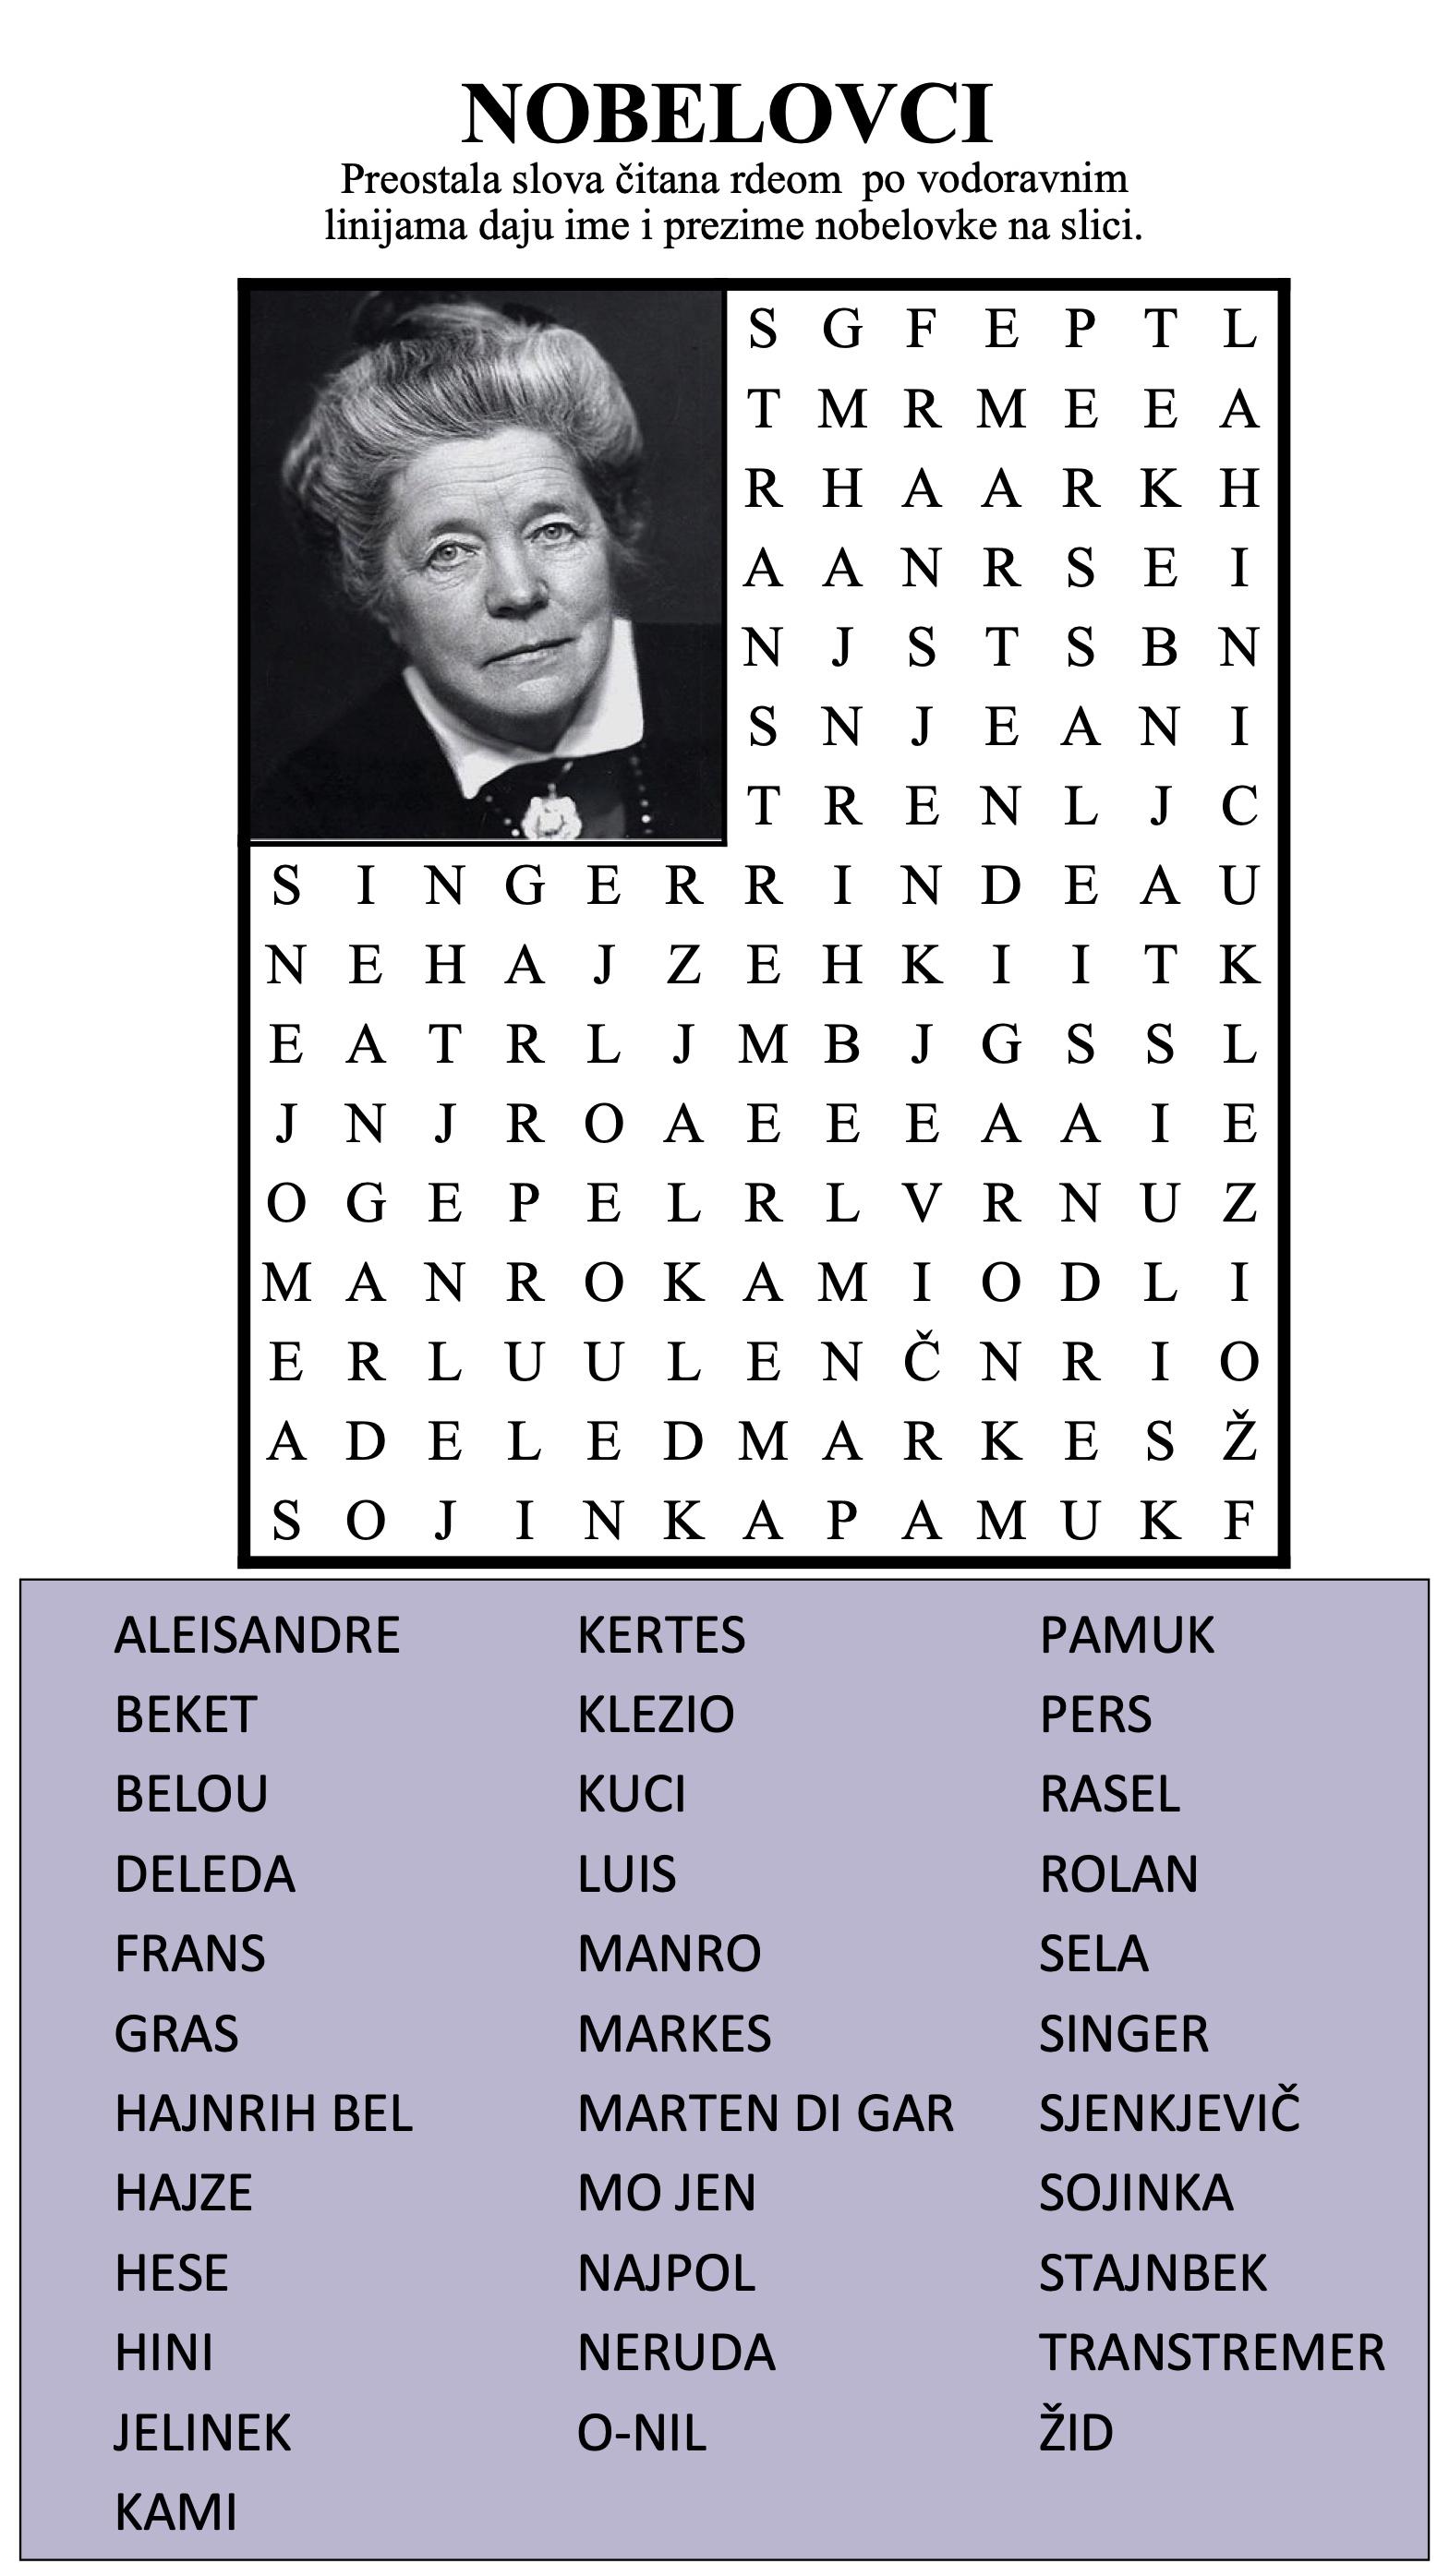 NOBELOVCI
Preostala slova čitana rdeom po vodoravnim
linijama daju ime i prezime nobelovke na slici.
S G F E P T L
T M R M E E A
R H A A R K H
A A N R S E I
N J S T S B N
S N J E A N I
T R E N L J C
S I N G E R R I N D E A U
N E H A J Z E H K I I T K
E A T R L J M B J G S S L
J N J R O A E E E A A I E
O G E P E L R L V R N U Z
M A N R O K A M I O D L I
E R L U U L E N Č N R I O
A D E L E D M A R K E S Ž
S O J I N K A P A M U K F
ALEISANDRE KERTES PAMUK
BEKET KLEZIO PERS
BELOU KUCI RASEL
DELEDA LUIS ROLAN
FRANS MANRO SELA
GRAS MARKES SINGER
HAJNRIH BEL MARTEN DI GAR SJENKJEVIČ
HAJZE MO JEN SOJINKA
HESE NAJPOL STAJNBEK
HINI NERUDA TRANSTREMER
JELINEK O-NIL ŽID
KAMI